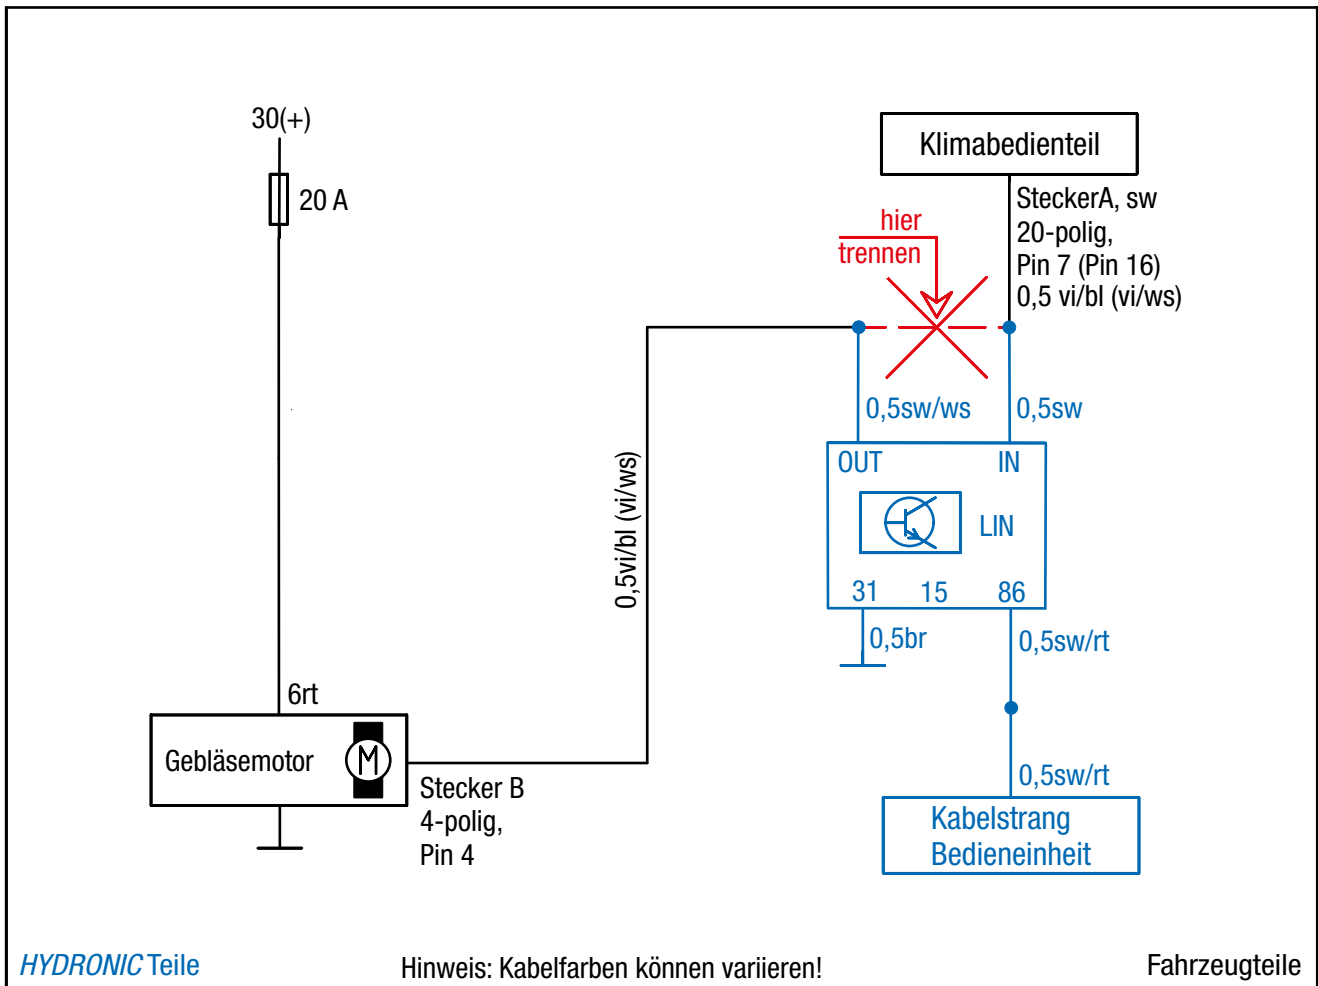 30(+)
20 A
Klimabedienteil
SteckerA, sw
20-polig,
Pin 7 (Pin 16)
0,5 vi/bl (vi/ws)
hier
trennen
0,5sw/ws
0,5sw
OUT
IN
LIN
31
15
86
0,5br
0,5sw/rt
0,5sw/rt
Kabelstrang
Bedieneinheit
0,5vi/bl (vi/ws)
6rt
Gebläsemotor
M
Stecker B
4-polig,
Pin 4
HYDRONIC Teile
Hinweis: Kabelfarben können variieren!
Fahrzeugteile